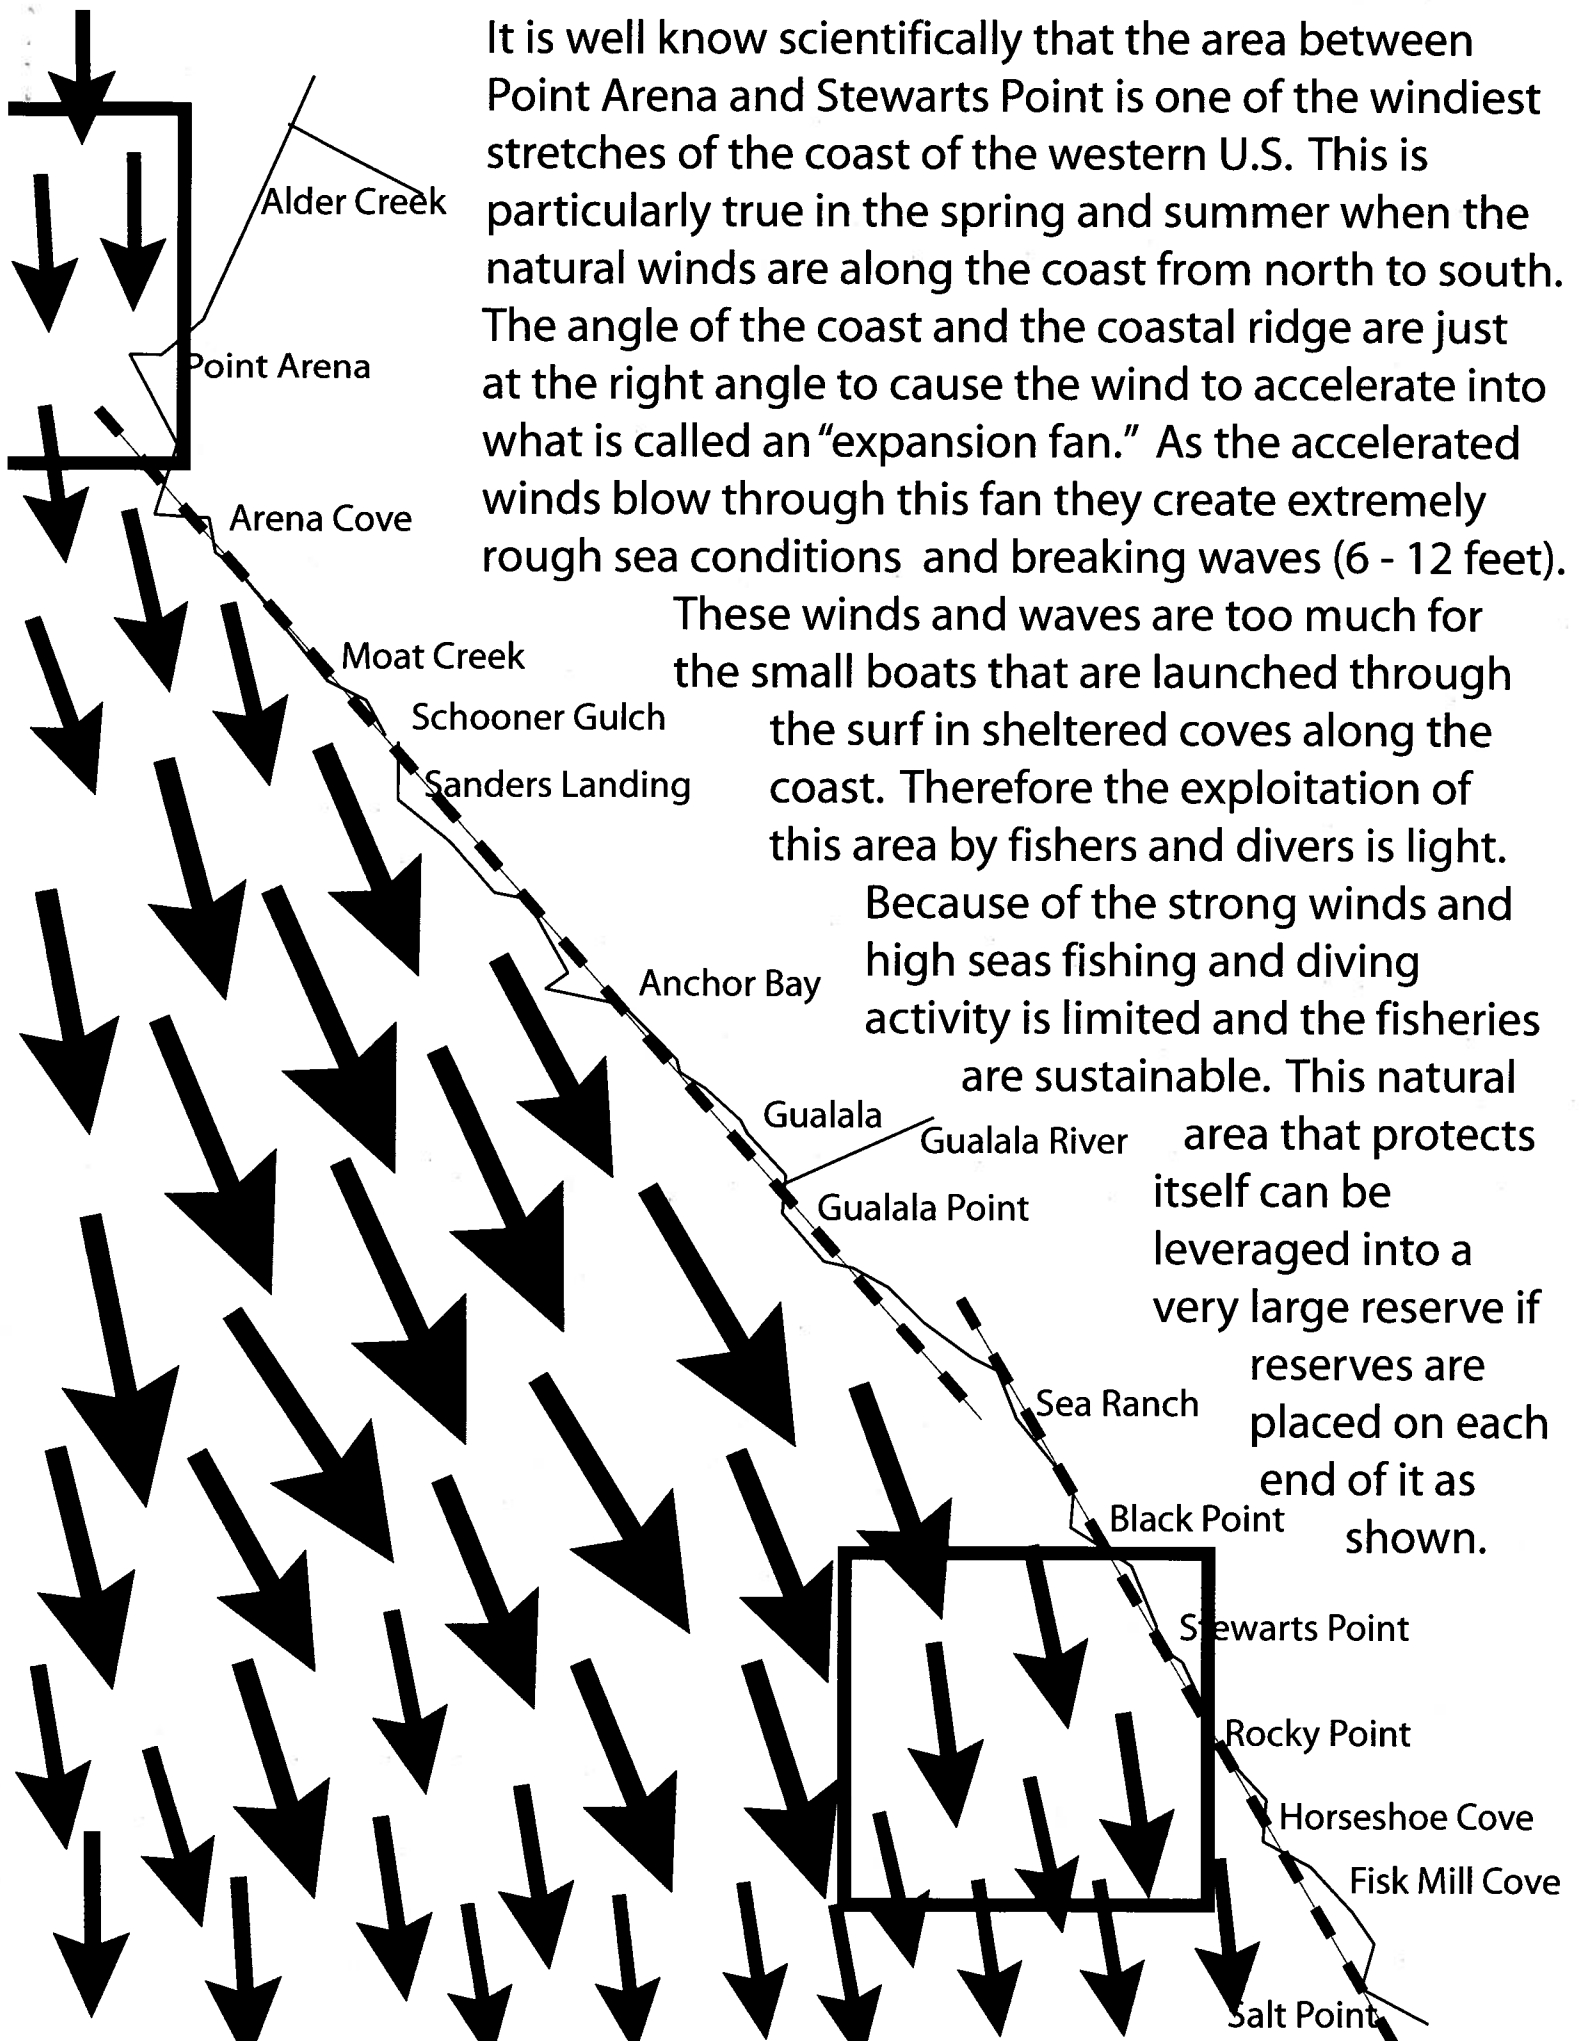 It is well know scientifically that the area between
Point Arena and Stewarts Point is one of the windiest
stretches of the coast of the western U.S. This is
particularly true in the spring and summer when the
natural winds are along the coast from north to south.
The angle of the coast and the coastal ridge are just
at the right angle to cause the wind to accelerate into
what is called an "expansion fan." As the accelerated
winds blow through this fan they create extremely
rough sea conditions and breaking waves (6 - 12 feet).
These winds and waves are too much for
the small boats that are launched through
the surf in sheltered coves along the
coast. Therefore the exploitation of
this area by fishers and divers is light.
Because of the strong winds and
high seas fishing and diving
activity is limited and the fisheries
are sustainable. This natural
area that protects
itself can be
leveraged into a
very large reserve if
reserves are
placed on each
end of it as
shown.
Alder Creek
Point Arena
Arena Cove
Moat Creek
Schooner Gulch
Sanders Landing
Anchor Bay
Gualala
Gualala River
Gualala Point
Sea Ranch
Black Point
Stewarts Point
Rocky Point
Horseshoe Cove
Fisk Mill Cove
Salt Point